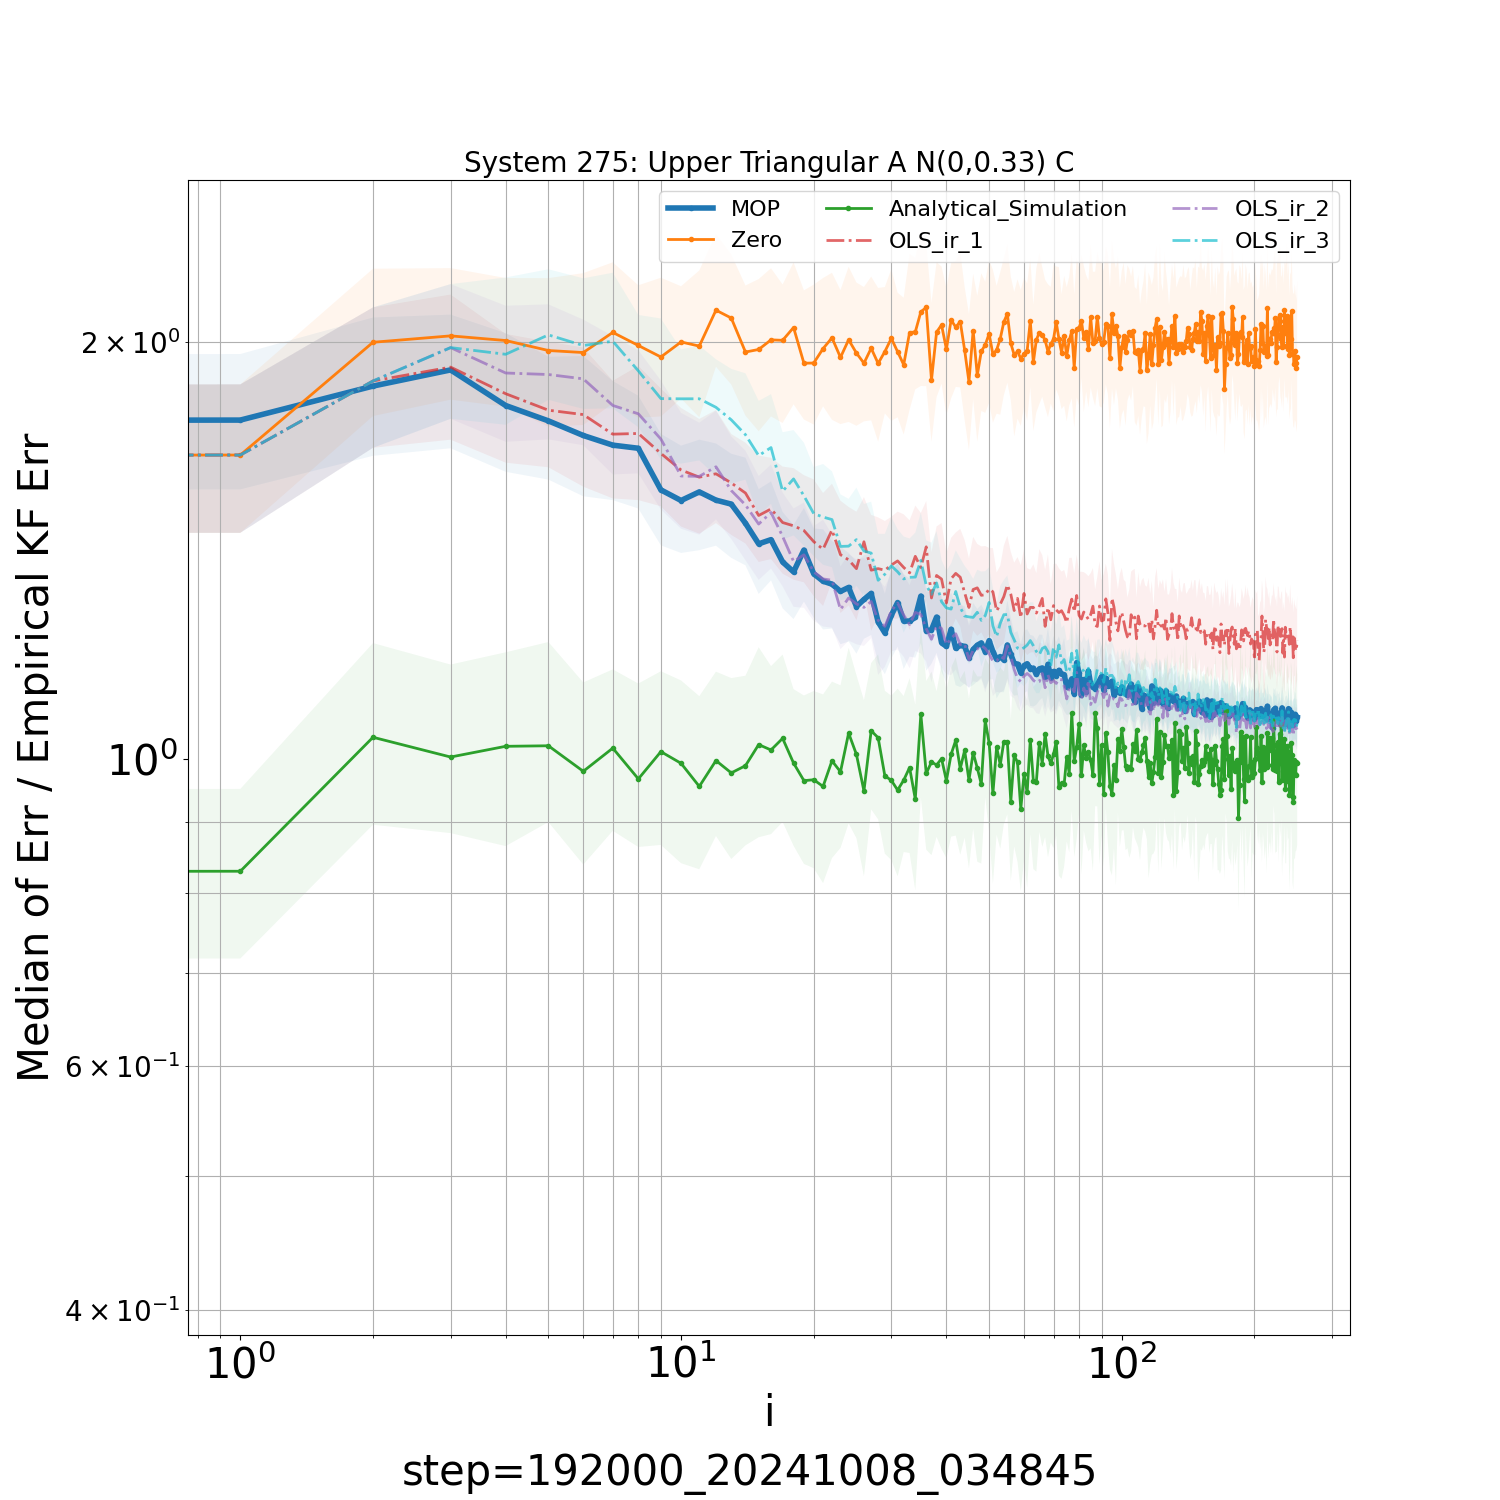 System 275: Upper Triangular A N(0,0.33) C
MOP
Zero
Analytical_Simulation
OLS_ir_1
OLS_ir_2
OLS_ir_3
Median of Err / Empirical KF Err
2 × 10⁰
10⁰
6 × 10⁻¹
4 × 10⁻¹
10⁰ 10¹ 10²
i
step=192000_20241008_034845